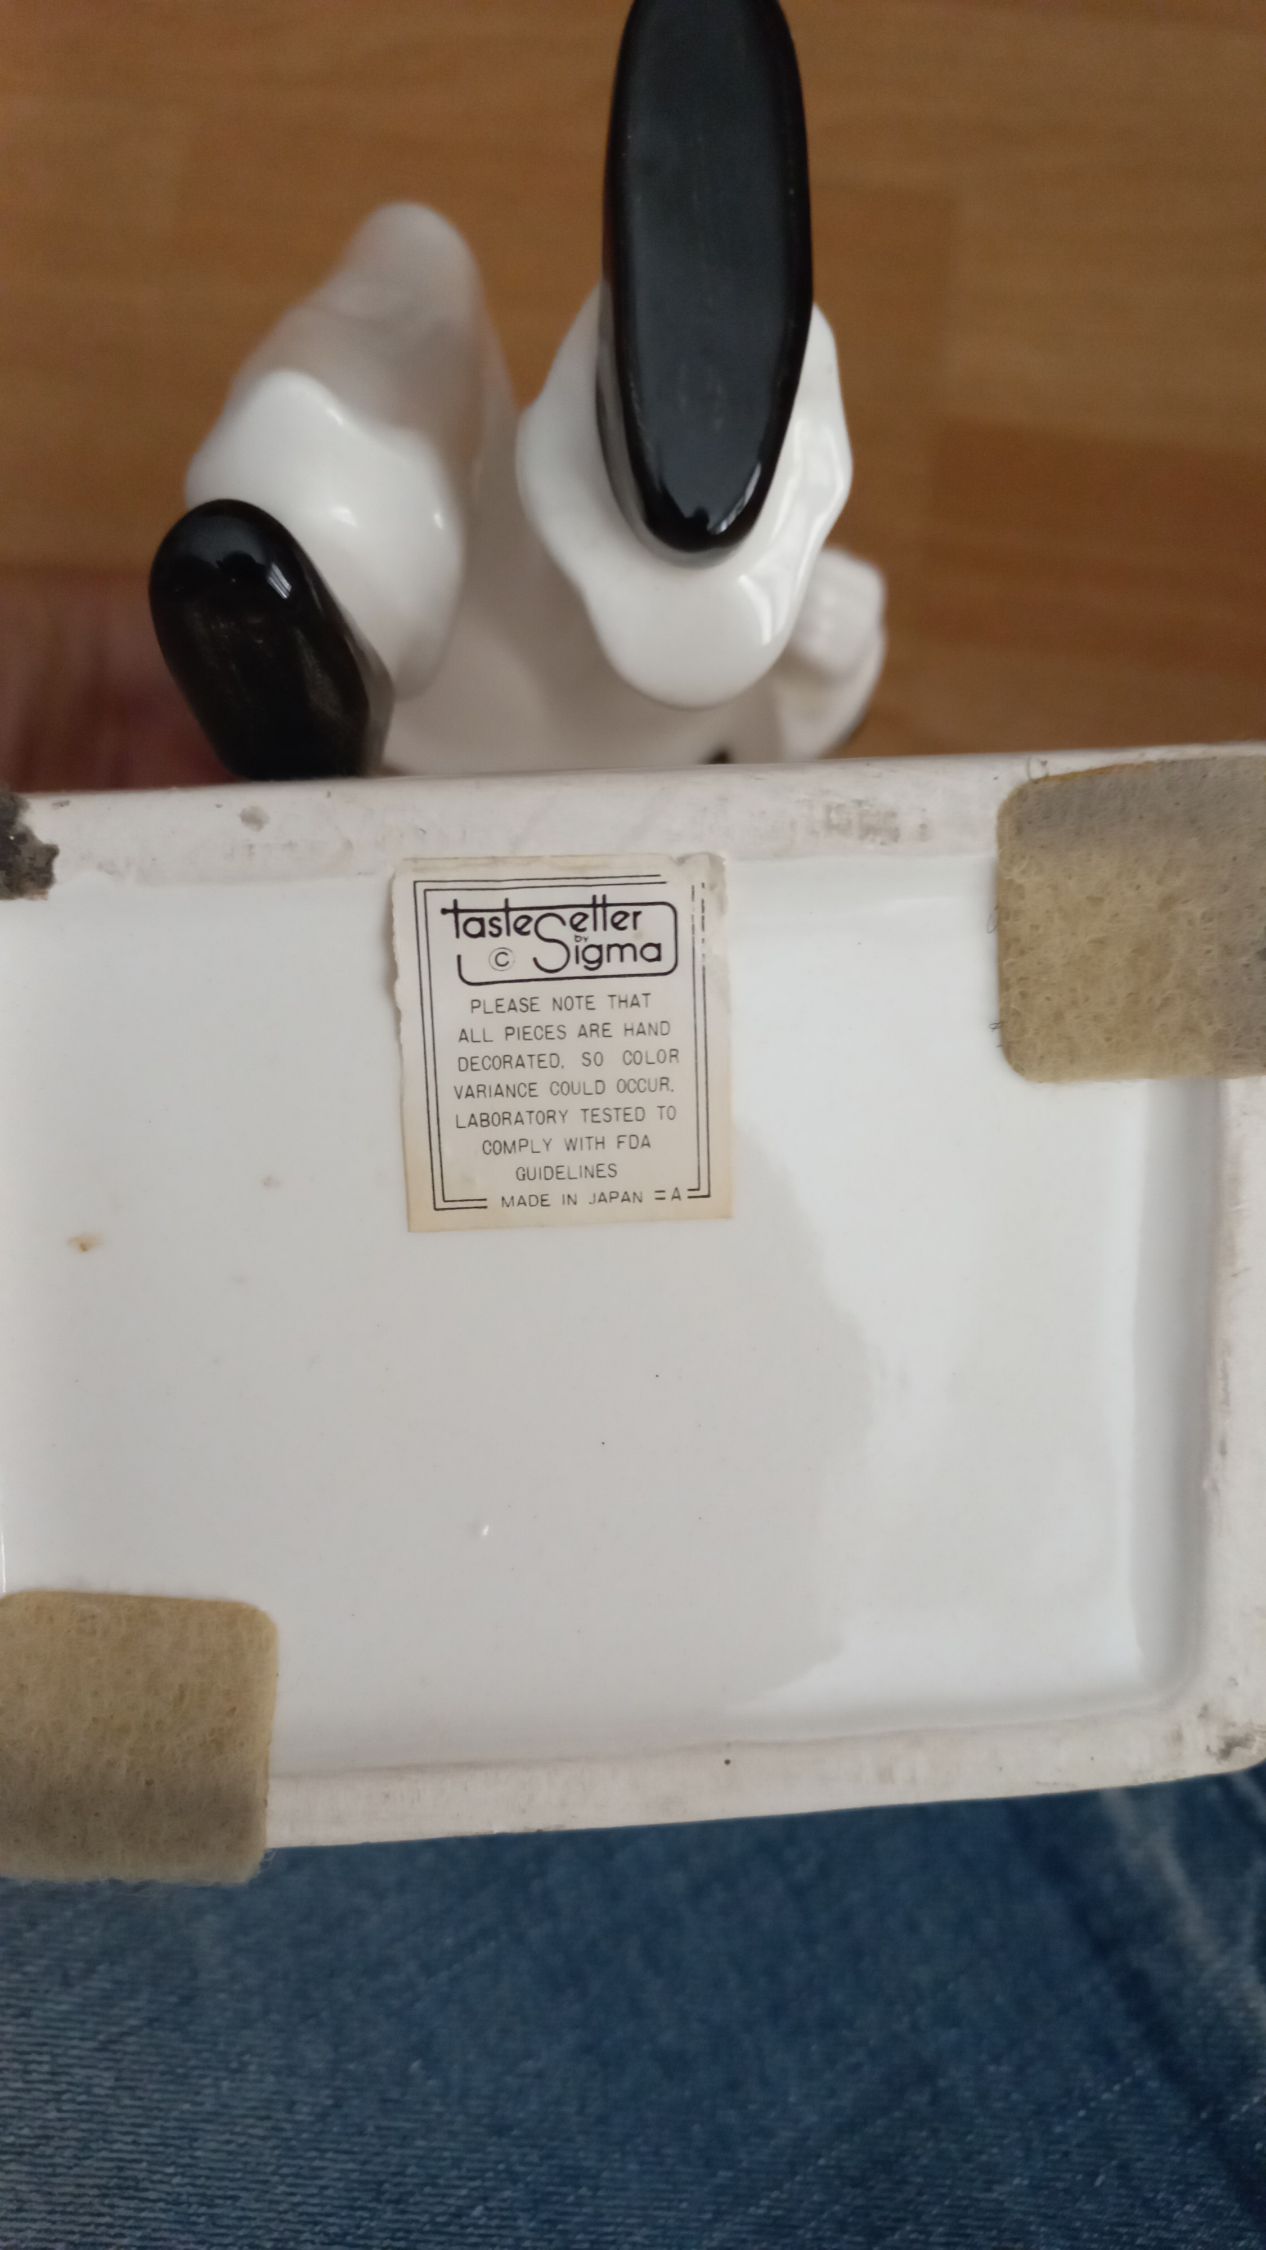 tasteSetter
© BY Sigma
PLEASE NOTE THAT
ALL PIECES ARE HAND
DECORATED, SO COLOR
VARIANCE COULD OCCUR.
LABORATORY TESTED TO
COMPLY WITH FDA
GUIDELINES
MADE IN JAPAN =A